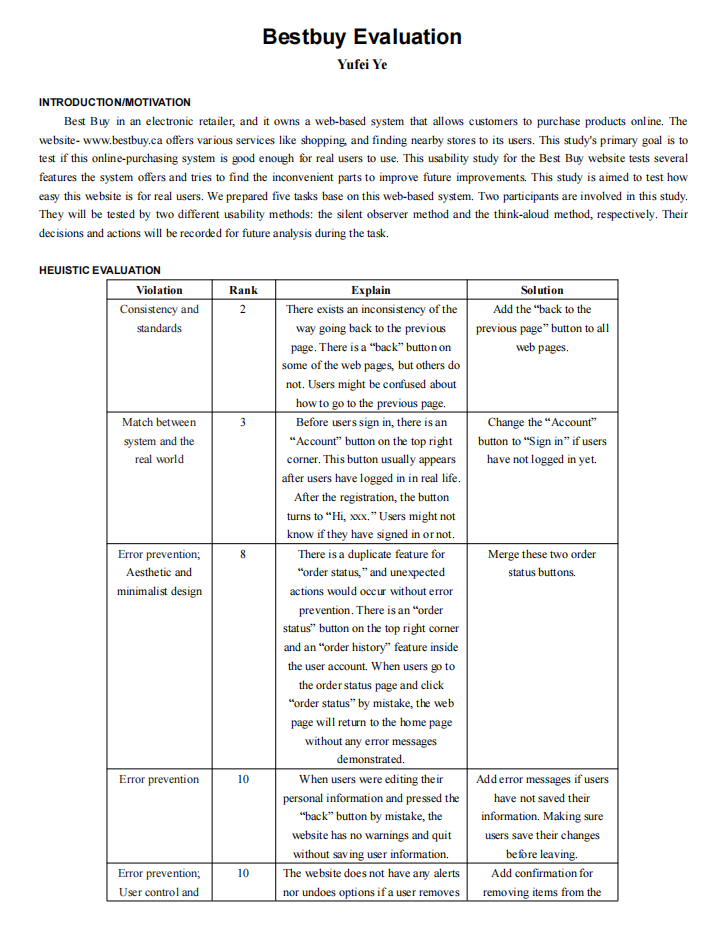 Bestbuy Evaluation
Yufei Ye
INTRODUCTION/MOTIVATION
Best Buy in an electronic retailer, and it owns a web-based system that allows customers to purchase products online. The
website- www.bestbuy.ca offers various services like shopping, and finding nearby stores to its users. This study's primary goal is to
test if this online-purchasing system is good enough for real users to use. This usability study for the Best Buy website tests several
features the system offers and tries to find the inconvenient parts to improve future improvements. This study is aimed to test how
easy this website is for real users. We prepared five tasks base on this web-based system. Two participants are involved in this study.
They will be tested by two different usability methods: the silent observer method and the think-aloud method, respectively. Their
decisions and actions will be recorded for future analysis during the task.
HEUISTIC EVALUATION
Violation Rank Explain Solution
Consistency and
standards
2
There exists an inconsistency of the
way going back to the previous
page. There is a “back” button on
some of the web pages, but others do
not. Users might be confused about
how to go to the previous page.
Add the “back to the
previous page” button to all
web pages.
Match between
system and the
real world
3
Before users sign in, there is an
“Account” button on the top right
corner. This button usually appears
after users have logged in in real life.
After the registration, the button
turns to “Hi, xxx.” Users might not
know if they have signed in or not.
Change the “Account”
button to “Sign in” if users
have not logged in yet.
Error prevention;
Aesthetic and
minimalist design
8
There is a duplicate feature for
“order status,” and unexpected
actions would occur without error
prevention. There is an “order
status” button on the top right corner
and an “order history” feature inside
the user account. When users go to
the order status page and click
“order status” by mistake, the web
page will return to the home page
without any error messages
demonstrated.
Merge these two order
status buttons.
Error prevention
10
When users were editing their
personal information and pressed the
“back” button by mistake, the
website has no warnings and quit
without saving user information.
Add error messages if users
have not saved their
information. Making sure
users save their changes
before leaving.
Error prevention;
User control and
10
The website does not have any alerts
nor undoes options if a user removes
Add confirmation for
removing items from the